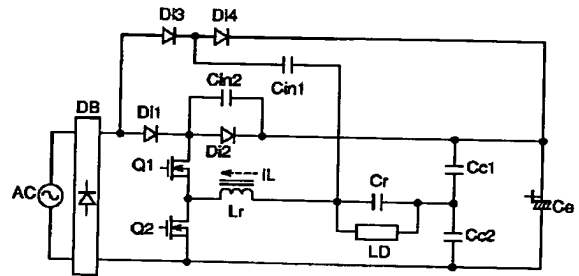 Di3 Di4
Cin2
Cin1
DB
Di1
Di2
Q1
iL
Cr
Cc1
AC
Lr
Ce
Q2
LD
Cc2